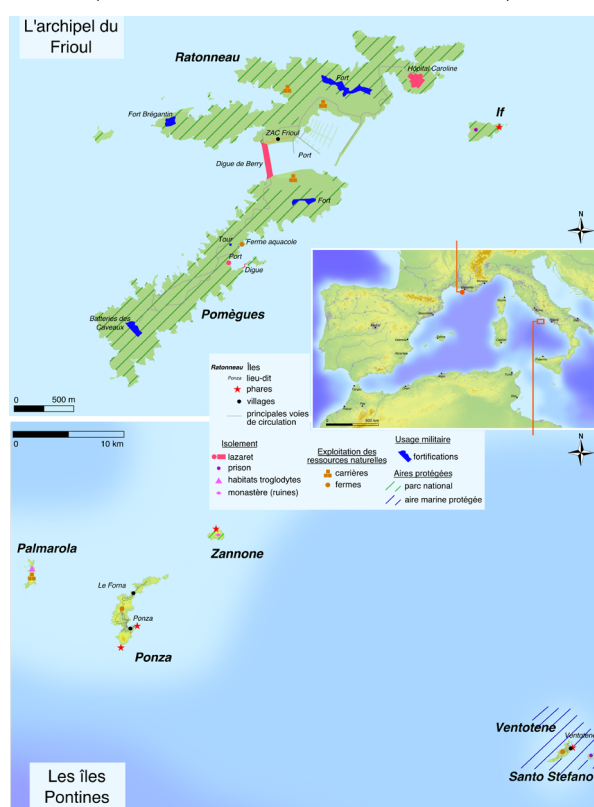 L'archipel du
Frioul
Ratonneau
Fort
Hôpital Caroline
If
Fort Brégantin
ZAC Frioul
Port
Digue de Berry
Fort
Tour
Ferme aquacole
Port
Digue
Pomègues
Batteries des
Caveaux
N
0 500 m
500 km
Ratonneau Îles
Ponza lieu-dit
phares
villages
principales voies
de circulation
Isolement
lazaret
prison
habitats troglodytes
monastère (ruines)
Exploitation des
ressources naturelles
carrières
fermes
Usage militaire
fortifications
Aires protégées
parc national
aire marine protégée
0 10 km
N
Palmarola
Zannone
Le Forna
Ponza
Ponza
Ventotene
Ventotene
Santo Stefano
Les îles
Pontines